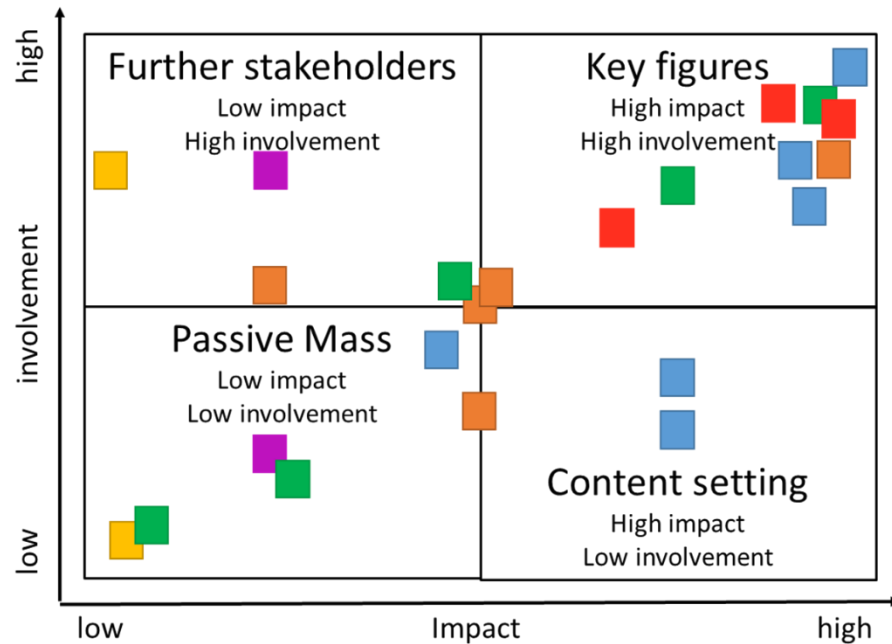 high
Further stakeholders
Low impact
High involvement
Key figures
High impact
High involvement
involvement
Passive Mass
Low impact
Low involvement
Content setting
High impact
Low involvement
low
low
Impact
high